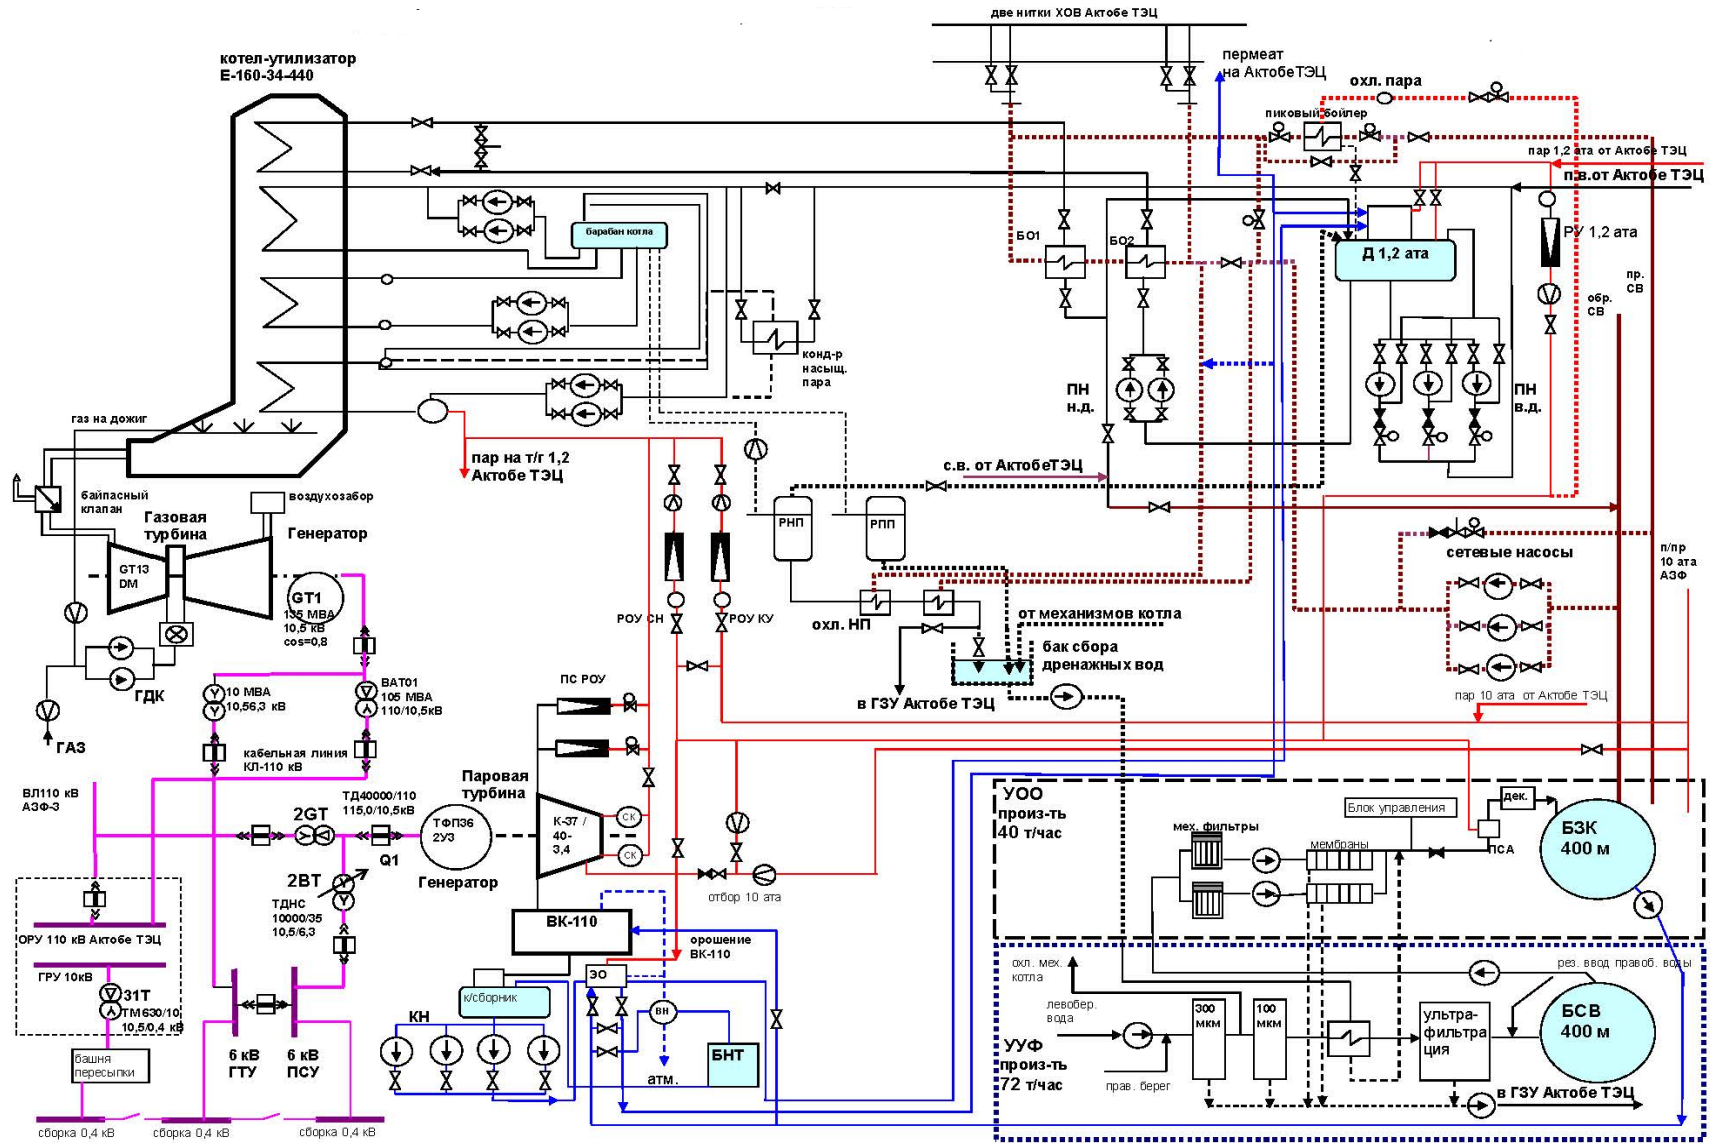 две нитки ХОВ Актобе ТЭЦ
котел-утилизатор
Е-160-34-440
пермеат
на АктобеТЭЦ
охл. пара
пиковый бойлер
пар 1,2 ата от Актобе ТЭЦ
п.в.от Актобе ТЭЦ
барабан котла
БО1
БО2
РУ 1,2 ата
Д 1,2 ата
пр.
СВ
обр.
СВ
конд-р
насыщ.
пара
ПН
н.д.
ПН
в.д.
газ на дожиг
пар на т/г 1,2
Актобе ТЭЦ
с.в. от АктобеТЭЦ
байпасный
клапан
воздухозабор
Газовая
турбина
Генератор
РНП
РПП
сетевые насосы
п/пр
10 ата
АЗФ
GT13
DM
GT1
135 МВА
10,5 кВ
cos=0,8
РОУ СН
РОУ КУ
охл. НП
от механизмов котла
бак сбора
дренажных вод
ГДК
10 МВА
10,56,3 кВ
ВАТ01
105 МВА
110/10,5кВ
ПС РОУ
в ГЗУ Актобе ТЭЦ
пар 10 ата от Актобе ТЭЦ
ГАЗ
кабельная линия
КЛ-110 кВ
ВЛ110 кВ
АЗФ-3
Паровая
турбина
ТД40000/110
115,0/10,5кВ
2GT
Q1
ТФП36
2У3
Генератор
К-37 /
40-
3,4
СК
СК
УОО
произ-ть
40 т/час
Блок управления
дек.
мех. фильтры
мембраны
ПСА
БЗК
400 м
2ВТ
ТДНС
10000/35
10,5/6,3
отбор 10 ата
ВК-110
орошение
ВК-110
ОРУ 110 кВ Актобе ТЭЦ
ГРУ 10кВ
31Т
ТМ630/10
10,5/0,4 кВ
к/сборник
ЭО
ВН
КН
БНТ
атм.
охл. мех.
котла
рез. ввод правоб. воды
левобер.
вода
300
мкм
100
мкм
ультра-
фильтра
ция
БСВ
400 м
УУФ
произ-ть
72 т/час
прав. берег
в ГЗУ Актобе ТЭЦ
6 кВ
ГТУ
6 кВ
ПСУ
башня
пересыпки
сборка 0,4 кВ
сборка 0,4 кВ
сборка 0,4 кВ